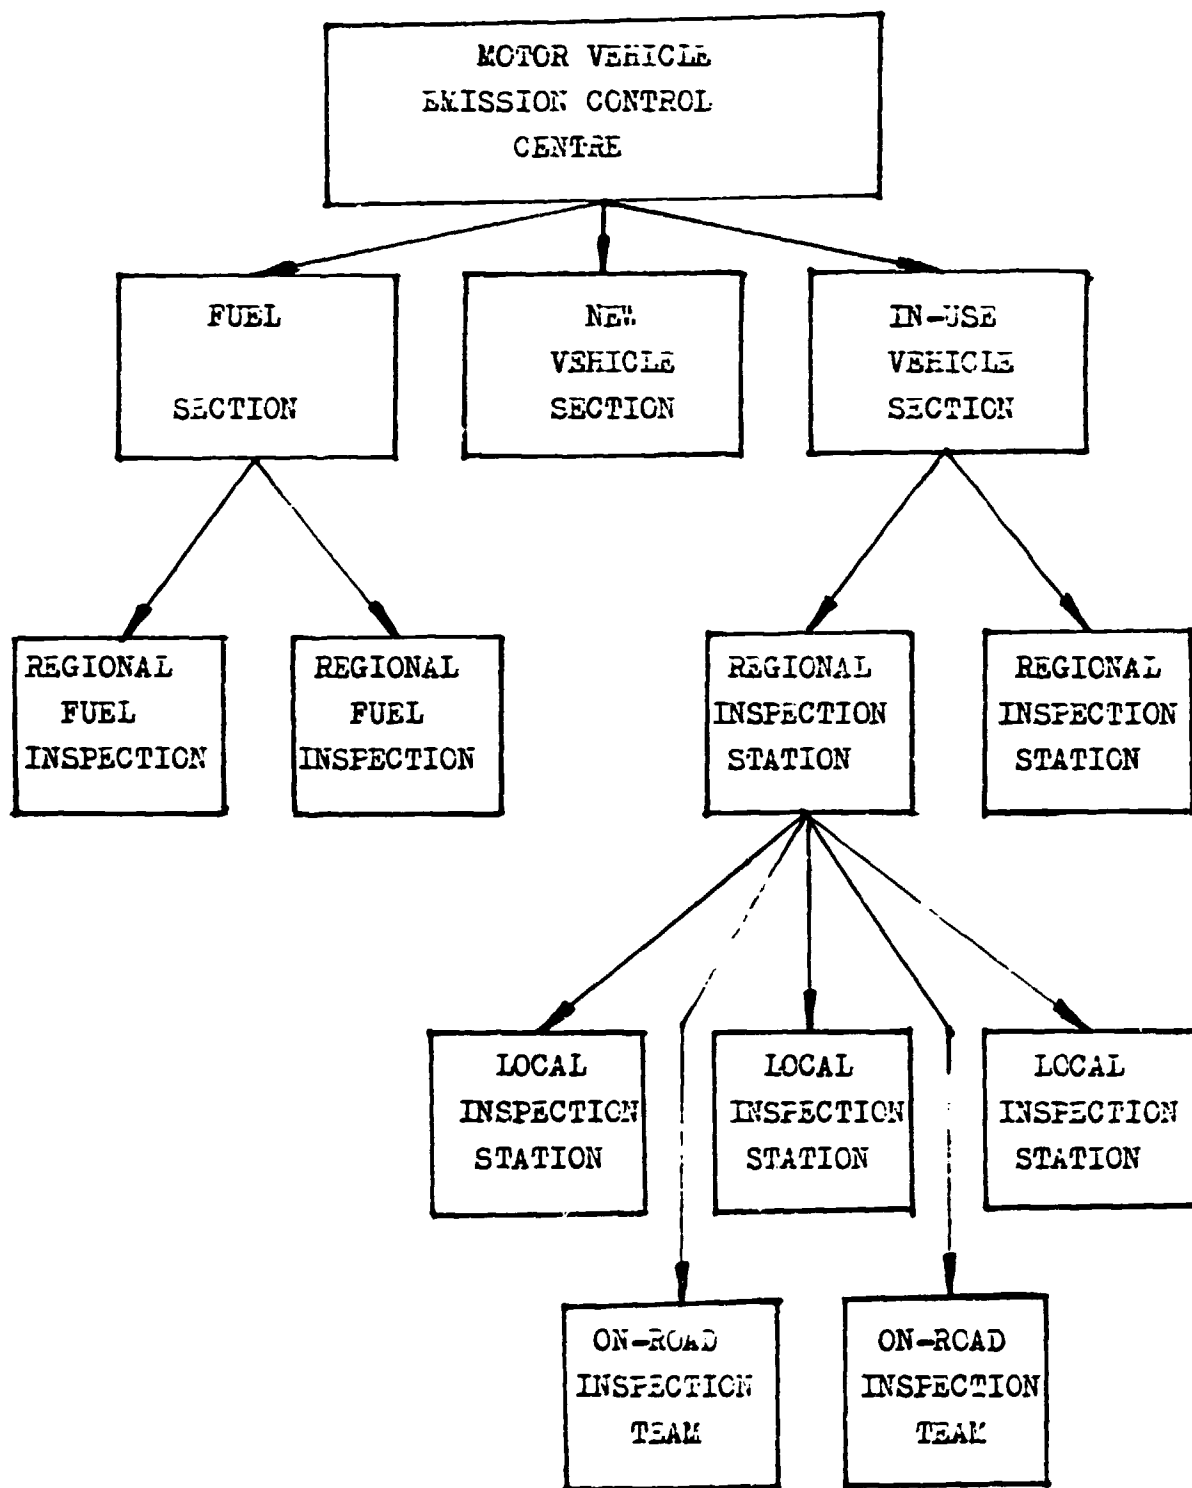 MOTOR VEHICLE
EMISSION CONTROL
CENTRE
FUEL
SECTION
NEW
VEHICLE
SECTION
IN-USE
VEHICLE
SECTION
REGIONAL
FUEL
INSPECTION
REGIONAL
FUEL
INSPECTION
REGIONAL
INSPECTION
STATION
REGIONAL
INSPECTION
STATION
LOCAL
INSPECTION
STATION
LOCAL
INSPECTION
STATION
LOCAL
INSPECTION
STATION
ON-ROAD
INSPECTION
TEAM
ON-ROAD
INSPECTION
TEAM